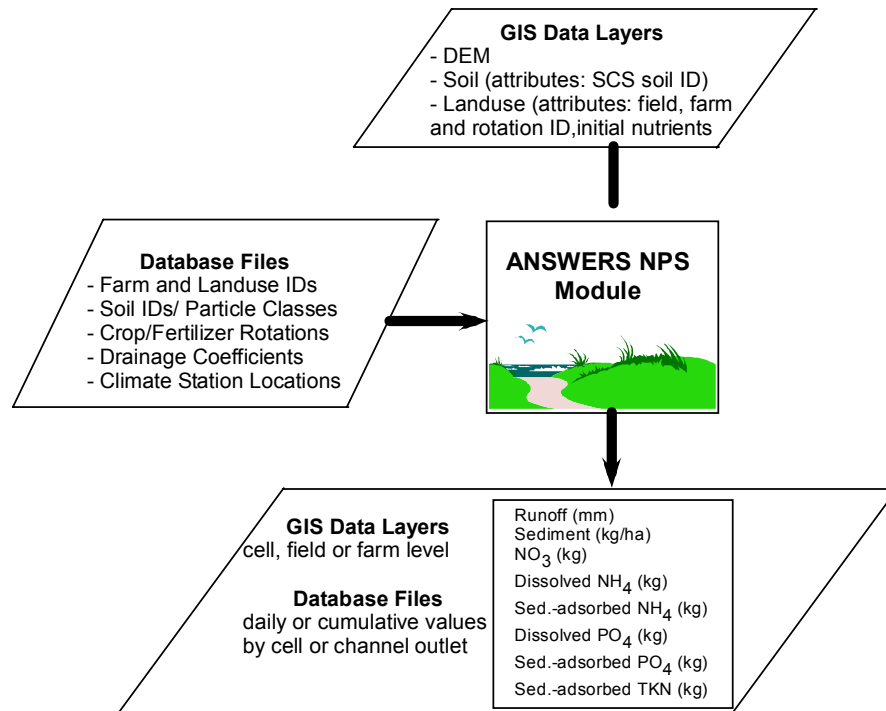 GIS Data Layers
- DEM
- Soil (attributes: SCS soil ID)
- Landuse (attributes: field, farm
and rotation ID,initial nutrients
Database Files
- Farm and Landuse IDs
- Soil IDs/ Particle Classes
- Crop/Fertilizer Rotations
- Drainage Coefficients
- Climate Station Locations
ANSWERS NPS
Module
GIS Data Layers
cell, field or farm level
Database Files
daily or cumulative values
by cell or channel outlet
Runoff (mm)
Sediment (kg/ha)
NO3 (kg)
Dissolved NH4 (kg)
Sed.-adsorbed NH4 (kg)
Dissolved PO4 (kg)
Sed.-adsorbed PO4 (kg)
Sed.-adsorbed TKN (kg)